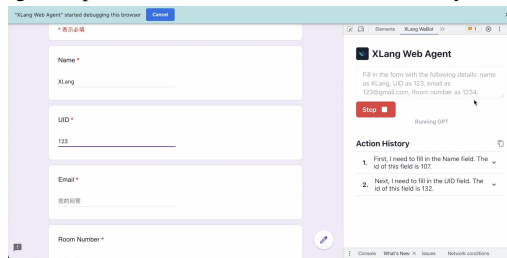 "XLang Web Agent" started debugging this browser
Cancel
* 表示必填
Name *
XLang
UID *
123
Email *
您的回答
Room Number *
Elements
XLang WeBot
1
XLang Web Agent
Fill in the form with the following details: name
as XLang, UID as 123, email as
123@gmail.com, Room number as 1234,
Stop
Running GPT
Action History
1. First, I need to fill in the Name field. The
id of this field is 107.
2. Next, I need to fill in the UID field. The
id of this field is 132.
Console
What's New
Issues
Network conditions